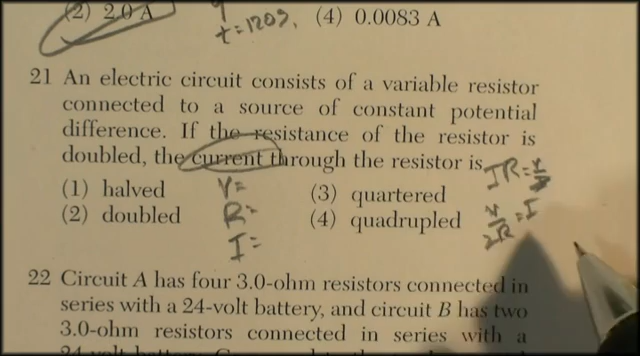 (2) 2.0 A
t=120s. (4) 0.0083 A
21 An electric circuit consists of a variable resistor
connected to a source of constant potential
difference. If the resistance of the resistor is
doubled, the current through the resistor is
IR=V
(1) halved V= (3) quartered
(2) doubled R= (4) quadrupled V/2R=I
I=
22 Circuit A has four 3.0-ohm resistors connected in
series with a 24-volt battery, and circuit B has two
3.0-ohm resistors connected in series with a
24-volt battery.